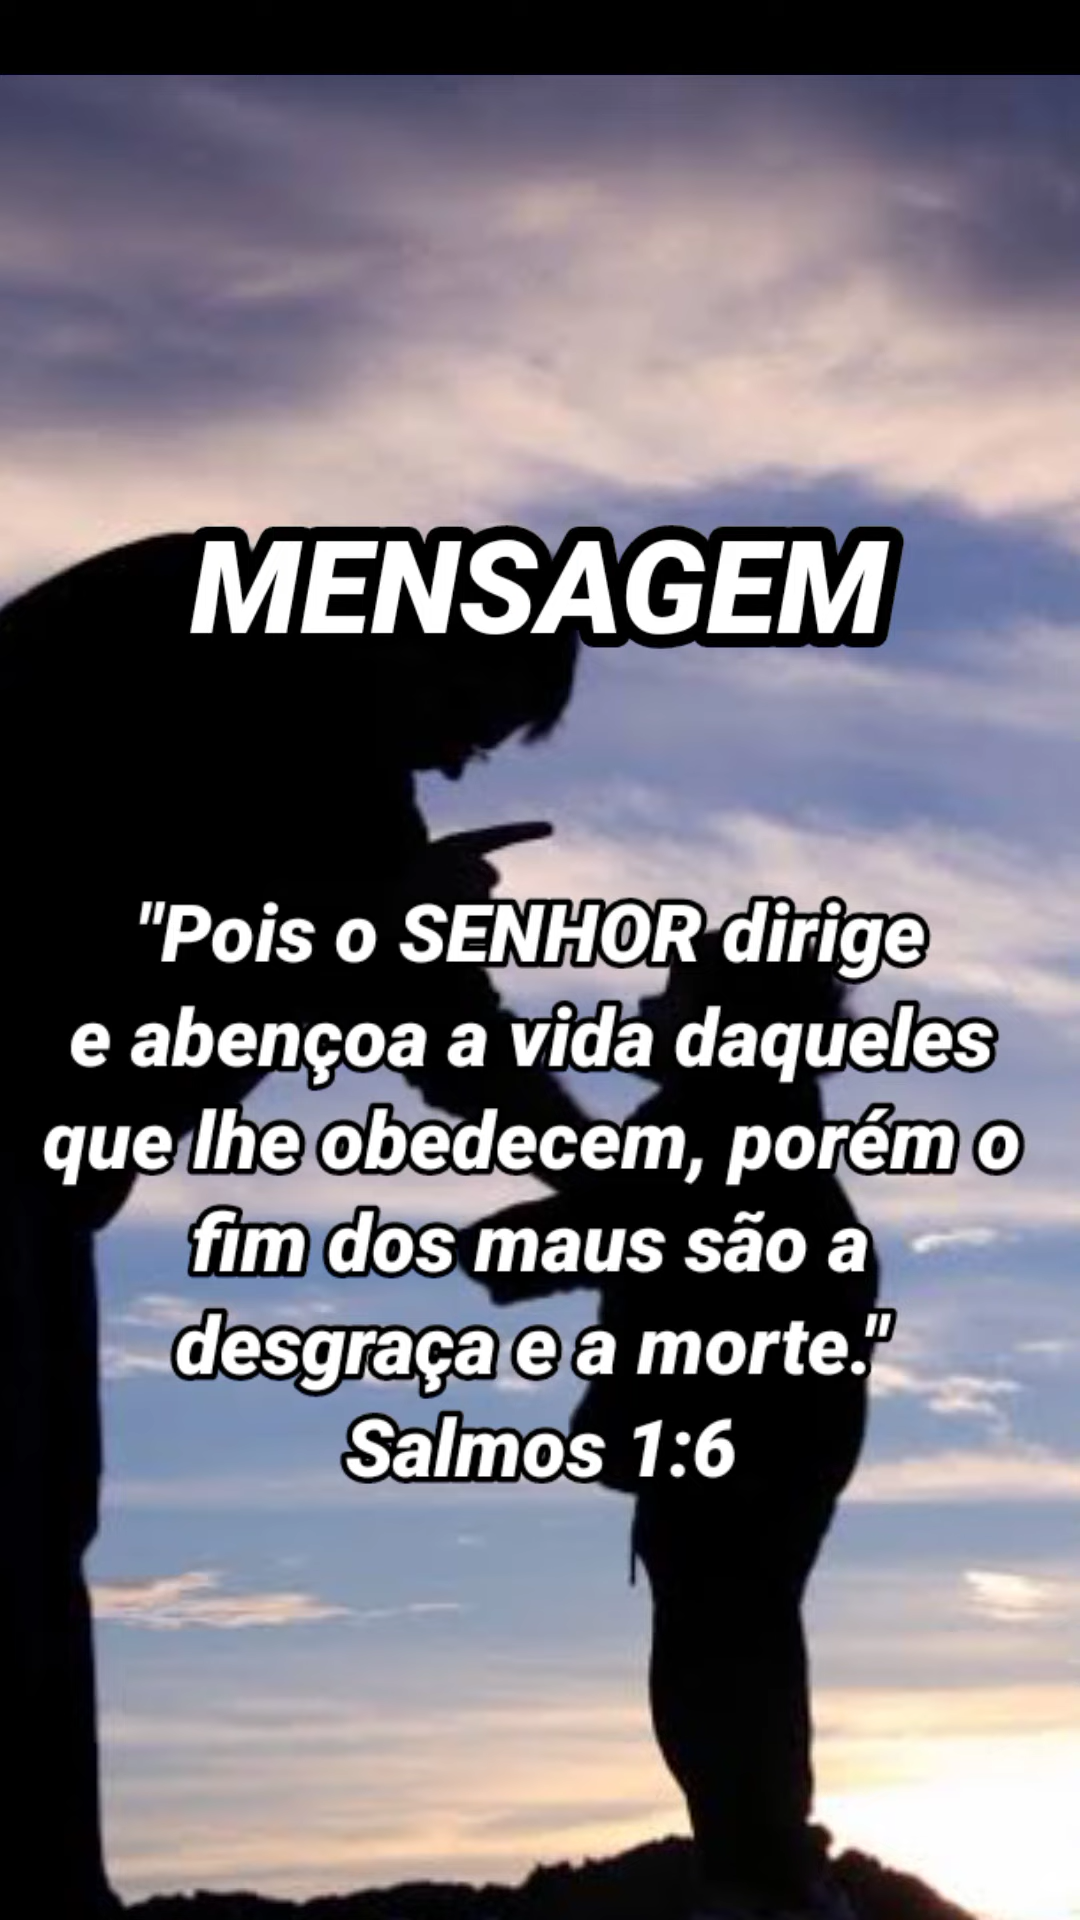 MENSAGEM
"Pois o SENHOR dirige
e abençoa a vida daqueles
que lhe obedecem, porém o
fim dos maus são a
desgraça e a morte."
Salmos 1:6